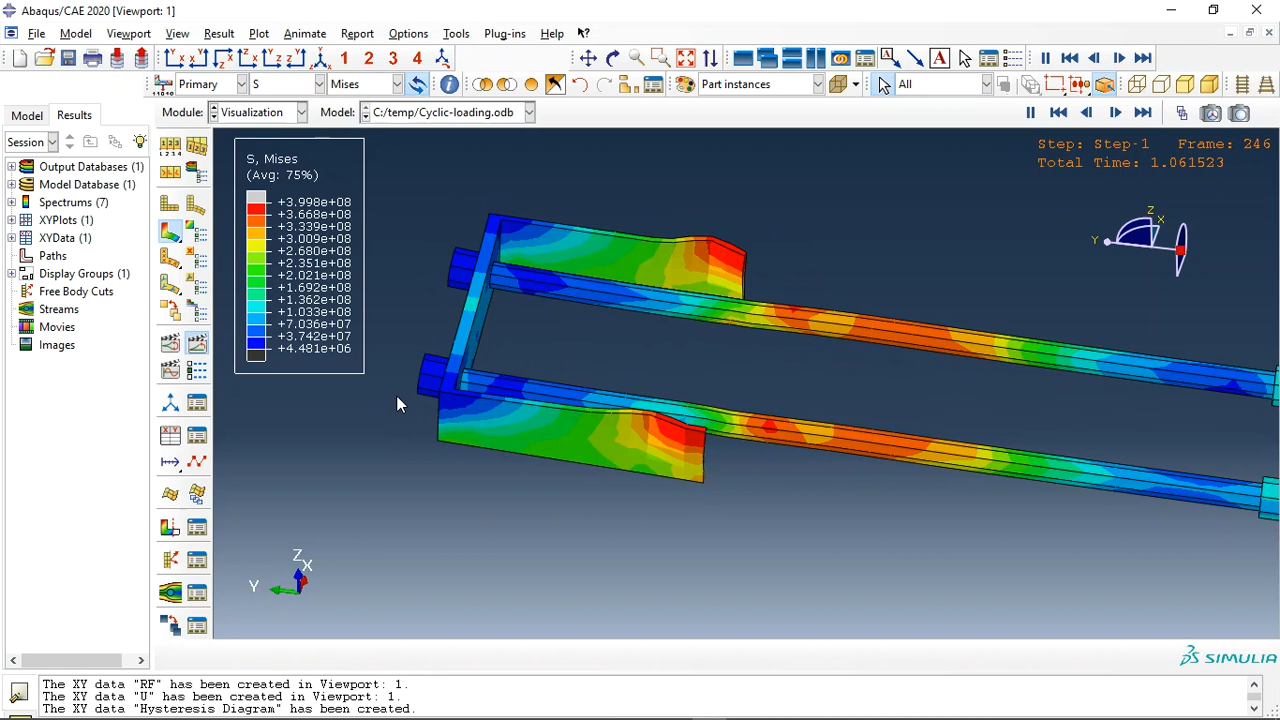 Abaqus/CAE 2020 [Viewport: 1]
File Model Viewport View Result Plot Animate Report Options Tools Plug-ins Help
1 2 3 4
Primary S Mises Part instances All
Model Results Module: Visualization Model: C:/temp/Cyclic-loading.odb
Session
Output Databases (1)
Model Database (1)
Spectrums (7)
XYPlots (1)
XYData (1)
Paths
Display Groups (1)
Free Body Cuts
Streams
Movies
Images
S, Mises
(Avg: 75%)
+3.998e+08
+3.668e+08
+3.339e+08
+3.009e+08
+2.680e+08
+2.351e+08
+2.021e+08
+1.692e+08
+1.362e+08
+1.033e+08
+7.036e+07
+3.742e+07
+4.481e+06
Step: Step-1 Frame: 246
Total Time: 1.061523
Z
X
Y
Z
X
Y
SIMULIA
The XY data "RF" has been created in Viewport: 1.
The XY data "U" has been created in Viewport: 1.
The XY data "Hysteresis Diagram" has been created.